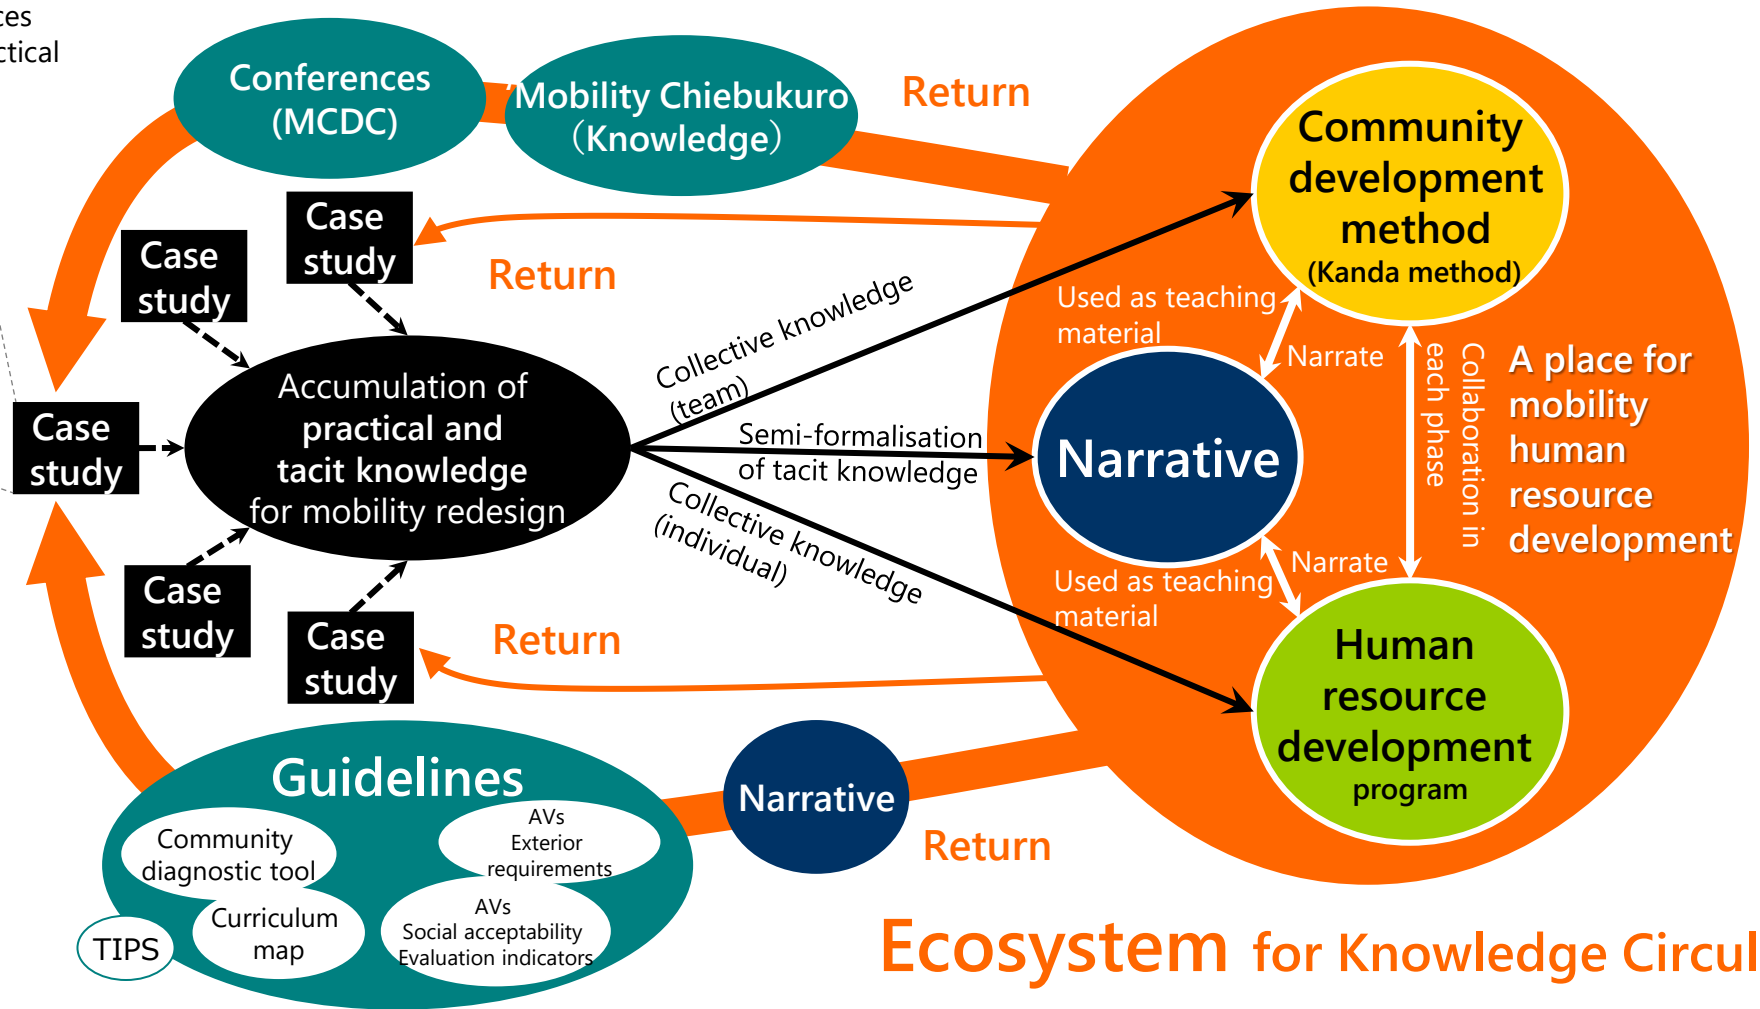 Conferences
(MCDC)
Mobility Chiebukuro
（Knowledge）
Return
Community
development
method
(Kanda method)
Case
study
Case
study
Return
Collective knowledge
(team)
Used as teaching
material
Narrate
Collaboration in
each phase
A place for
mobility
human
resource
development
Accumulation of
practical and
tacit knowledge
for mobility redesign
Case
study
Semi-formalisation
of tacit knowledge
Narrative
Collective knowledge
(individual)
Used as teaching
material
Narrate
Case
study
Case
study
Return
Human
resource
development
program
Guidelines
Community
diagnostic tool
AVs
Exterior
requirements
Curriculum
map
AVs
Social acceptability
Evaluation indicators
TIPS
Narrative
Return
Ecosystem for Knowledge